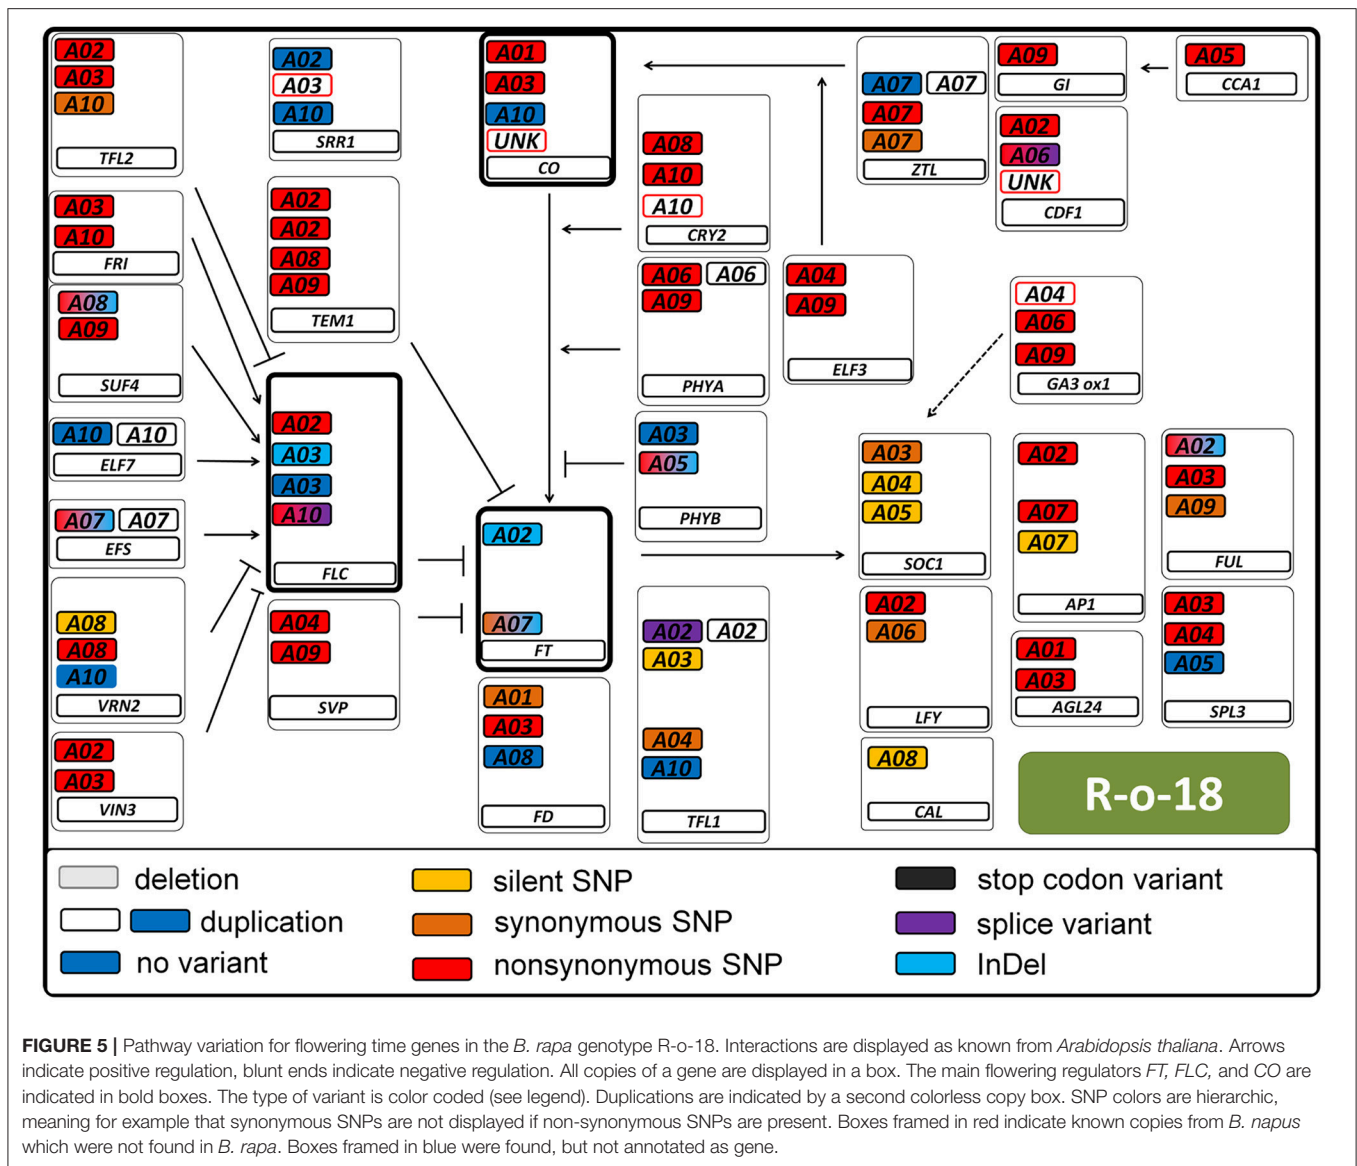 A02
A03
A10
TFL2
A03
A10
FRI
A08
A09
SUF4
A10 A10
ELF7
A07 A07
EFS
A08
A08
A10
VRN2
A02
A03
VIN3
A02
A03
A10
SRR1
A02
A02
A08
A09
TEM1
A02
A03
A03
A10
FLC
A04
A09
SVP
A01
A03
A10
UNK
CO
A02
A07
FT
A01
A03
A08
FD
A08
A10
A10
CRY2
A06 A06
A09
PHYA
A03
A05
PHYB
A02 A02
A03
A04
A10
TFL1
A04
A09
ELF3
A07 A07
A07
A07
ZTL
A09
GI
A05
CCA1
A02
A06
UNK
CDF1
A04
A06
A09
GA3 ox1
A03
A04
A05
SOC1
A02
A06
LFY
A08
CAL
A02
A07
A07
AP1
A01
A03
AGL24
A02
A03
A09
FUL
A03
A04
A05
SPL3
R-o-18
deletion
duplication
no variant
silent SNP
synonymous SNP
nonsynonymous SNP
stop codon variant
splice variant
InDel
FIGURE 5 | Pathway variation for flowering time genes in the B. rapa genotype R-o-18. Interactions are displayed as known from Arabidopsis thaliana. Arrows
indicate positive regulation, blunt ends indicate negative regulation. All copies of a gene are displayed in a box. The main flowering regulators FT, FLC, and CO are
indicated in bold boxes. The type of variant is color coded (see legend). Duplications are indicated by a second colorless copy box. SNP colors are hierarchic,
meaning for example that synonymous SNPs are not displayed if non-synonymous SNPs are present. Boxes framed in red indicate known copies from B. napus
which were not found in B. rapa. Boxes framed in blue were found, but not annotated as gene.